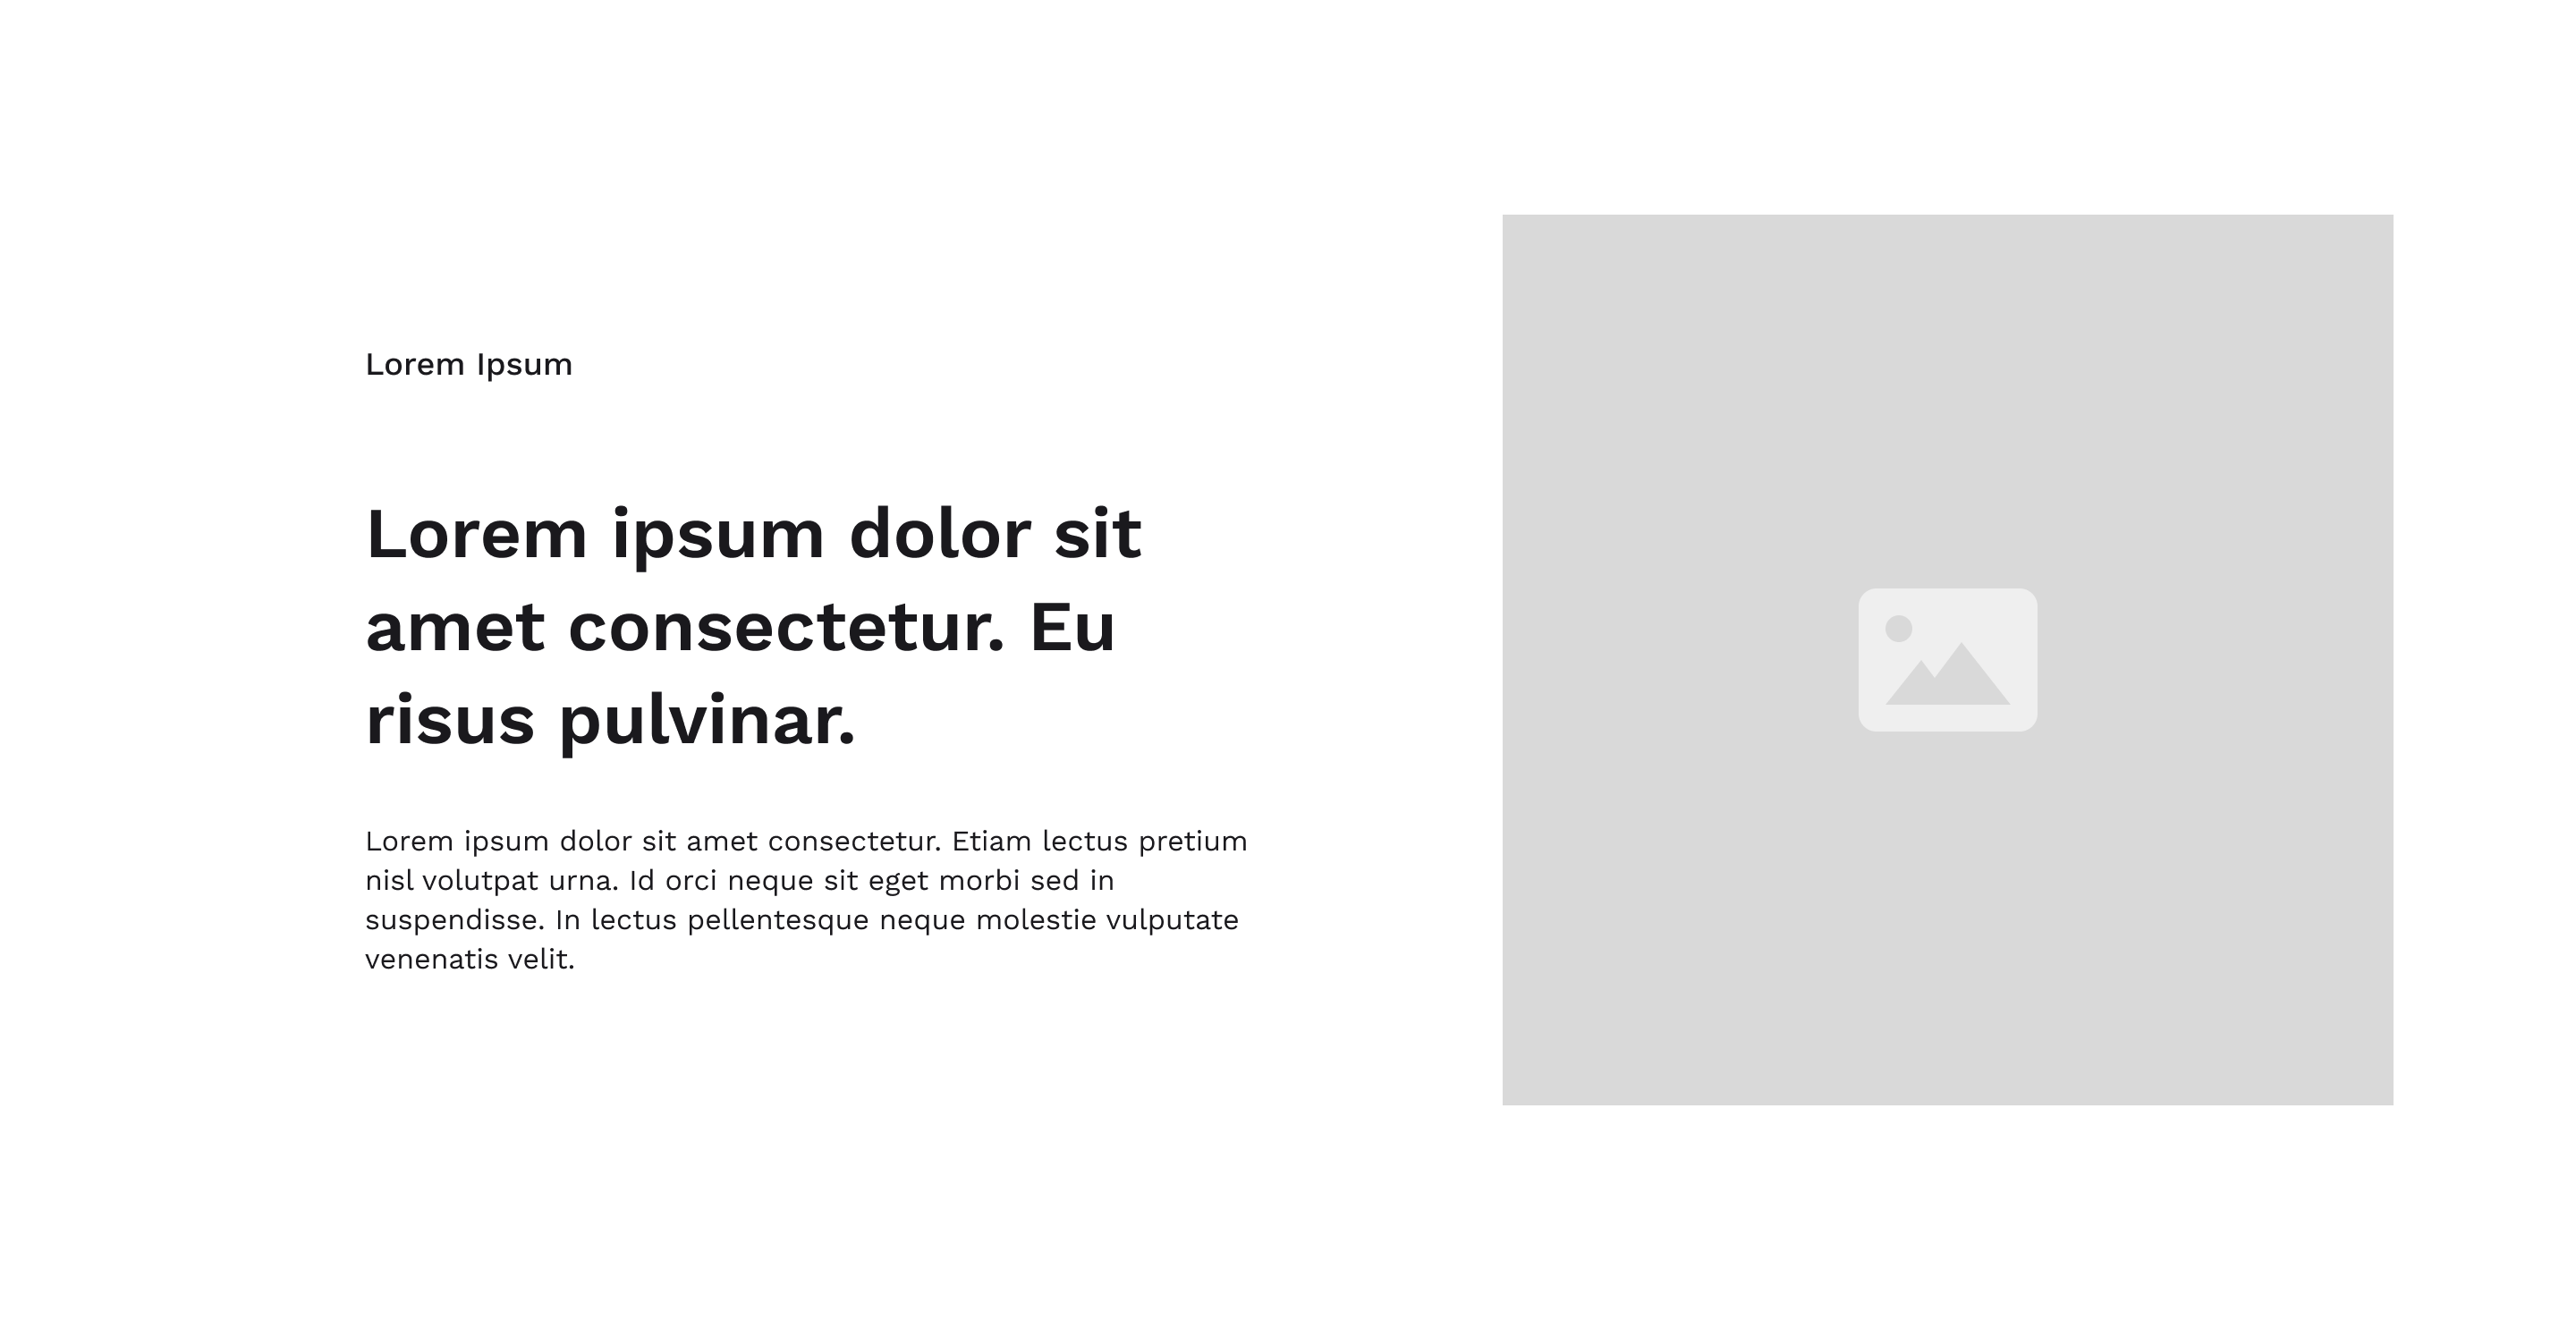 Lorem Ipsum
Lorem ipsum dolor sit
amet consectetur. Eu
risus pulvinar.
Lorem ipsum dolor sit amet consectetur. Etiam lectus pretium
nisl volutpat urna. Id orci neque sit eget morbi sed in
suspendisse. In lectus pellentesque neque molestie vulputate
venenatis velit.